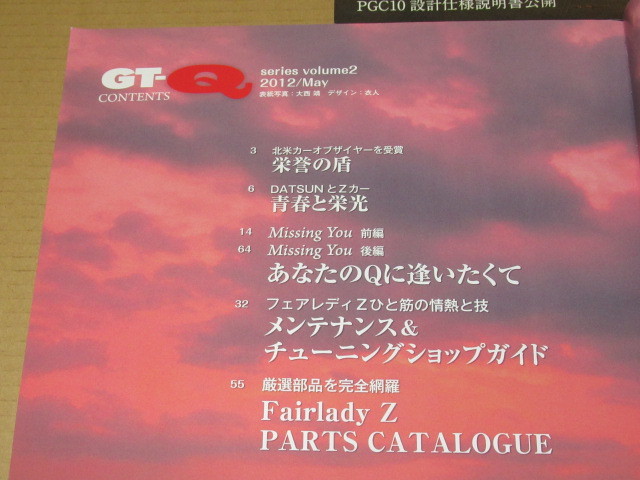 PGC10 設計仕様説明書公開
GT-Q
CONTENTS
series volume2
2012/May
表紙写真：大西 靖 デザイン：友人
3 北米カーオブザイヤーを受賞
栄誉の盾
6 DATSUNとZカー
青春と栄光
14 Missing You 前編
64 Missing You 後編
あなたのQに逢いたくて
32 フェアレディZひと筋の情熱と技
メンテナンス&
チューニングショップガイド
55 厳選部品を完全網羅
Fairlady Z
PARTS CATALOGUE